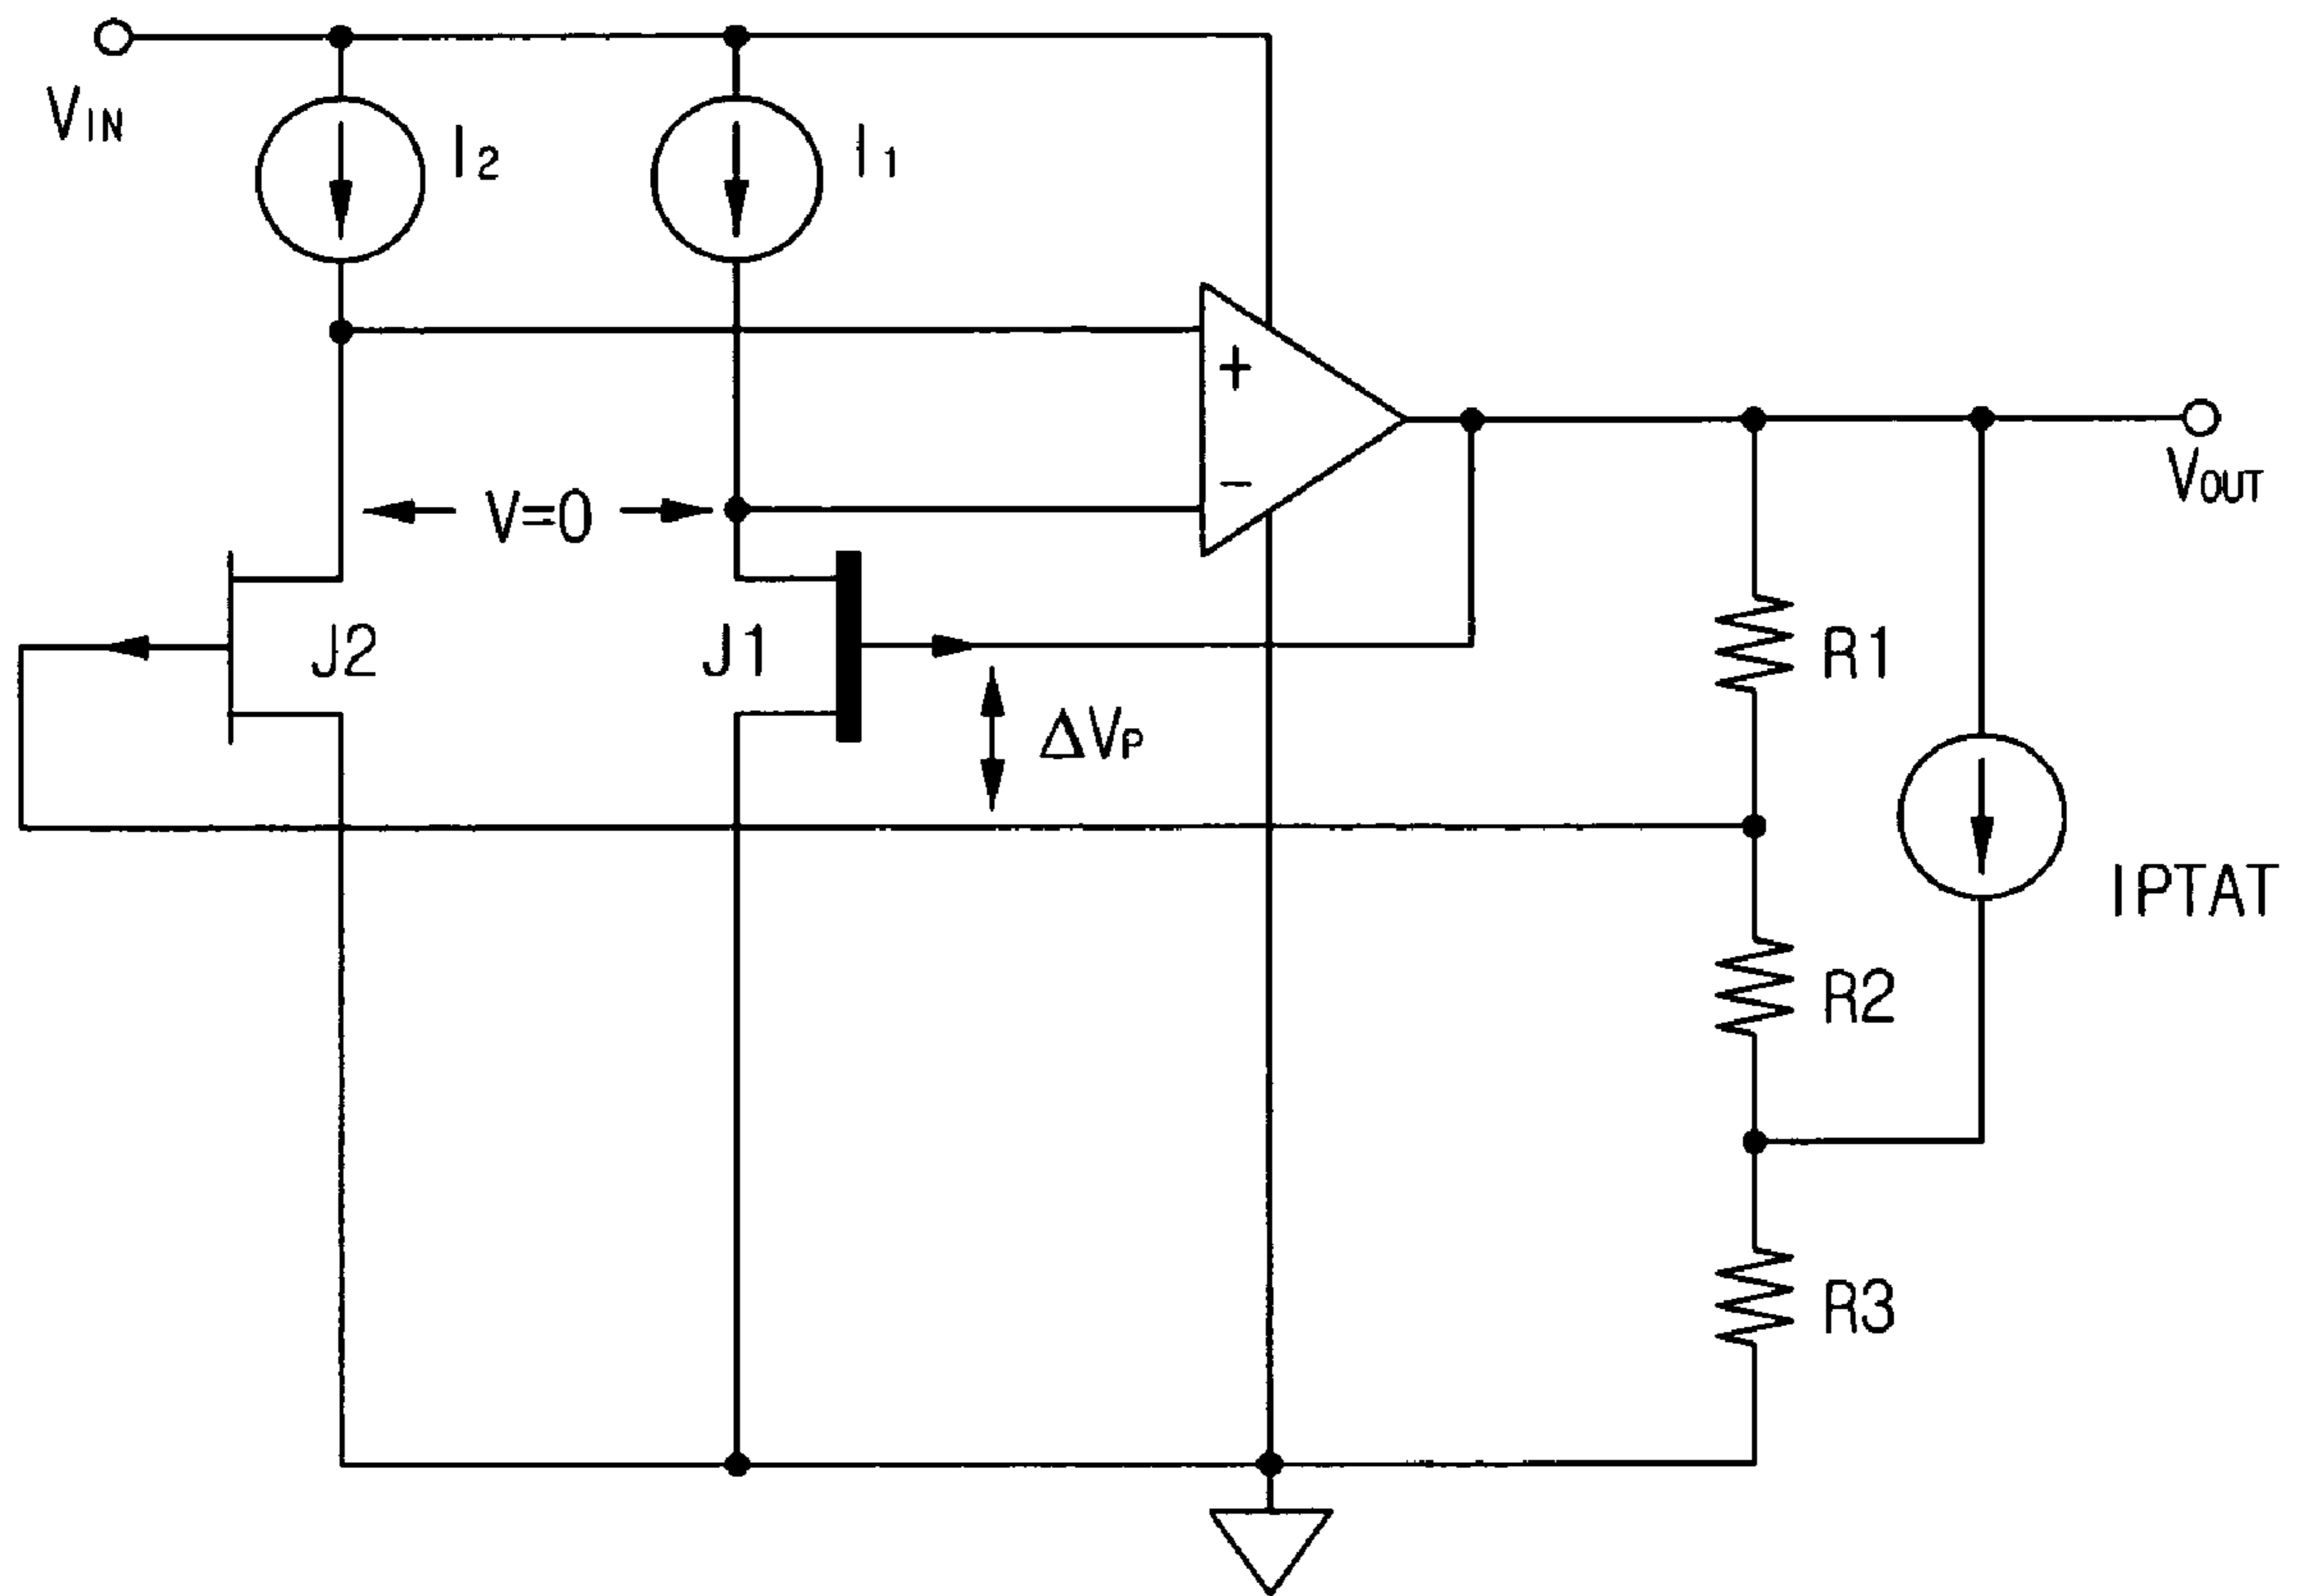 VIN
I2
I1
+
−
VOUT
V=0
J2
J1
ΔVP
R1
IPTAT
R2
R3